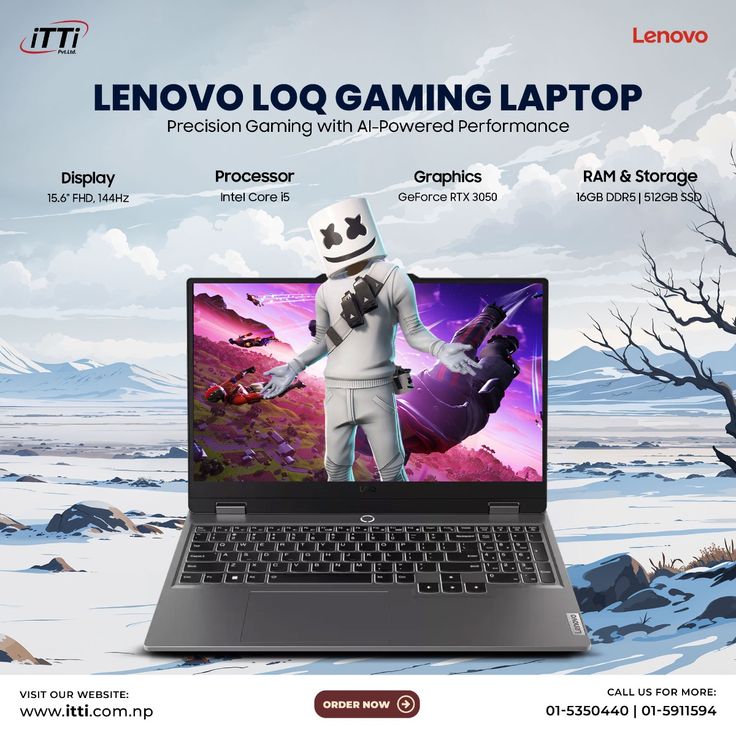 iTTi
Pvt.Ltd.
Lenovo
LENOVO LOQ GAMING LAPTOP
Precision Gaming with AI-Powered Performance
Display
15.6" FHD, 144Hz
Processor
Intel Core i5
Graphics
GeForce RTX 3050
RAM & Storage
16GB DDR5 | 512GB SSD
LOQ
Lenovo
VISIT OUR WEBSITE:
www.itti.com.np
ORDER NOW
CALL US FOR MORE:
01-5350440 | 01-5911594